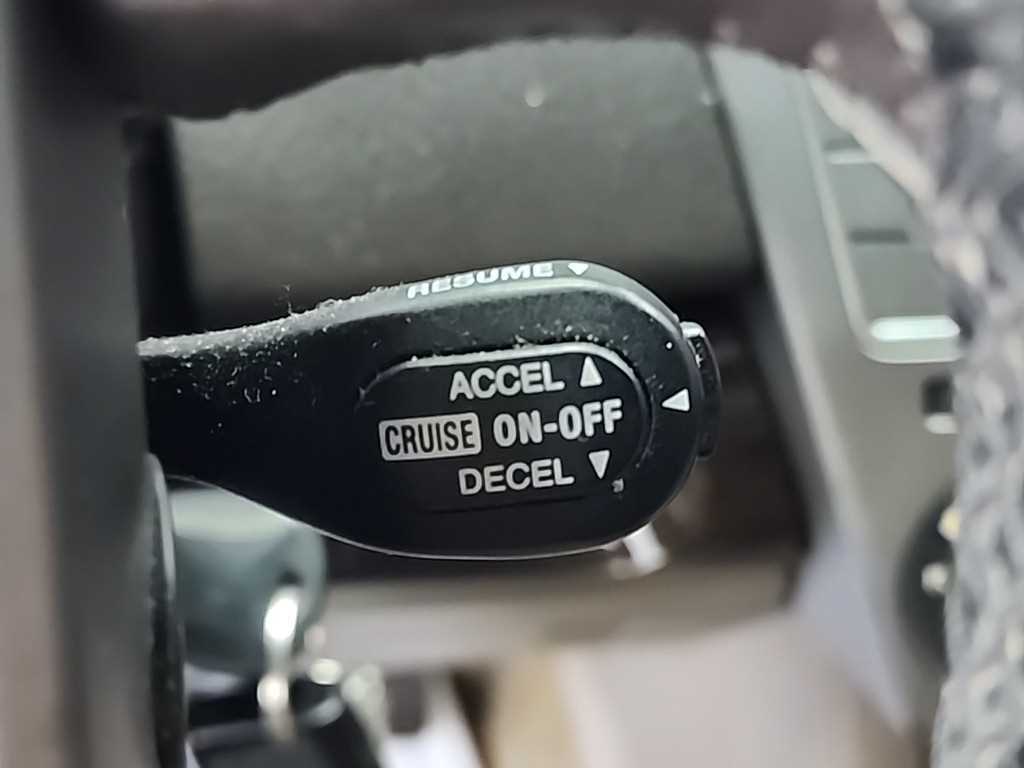 RESUME ▼
ACCEL ▲
CRUISE ON-OFF ◀
DECEL ▼